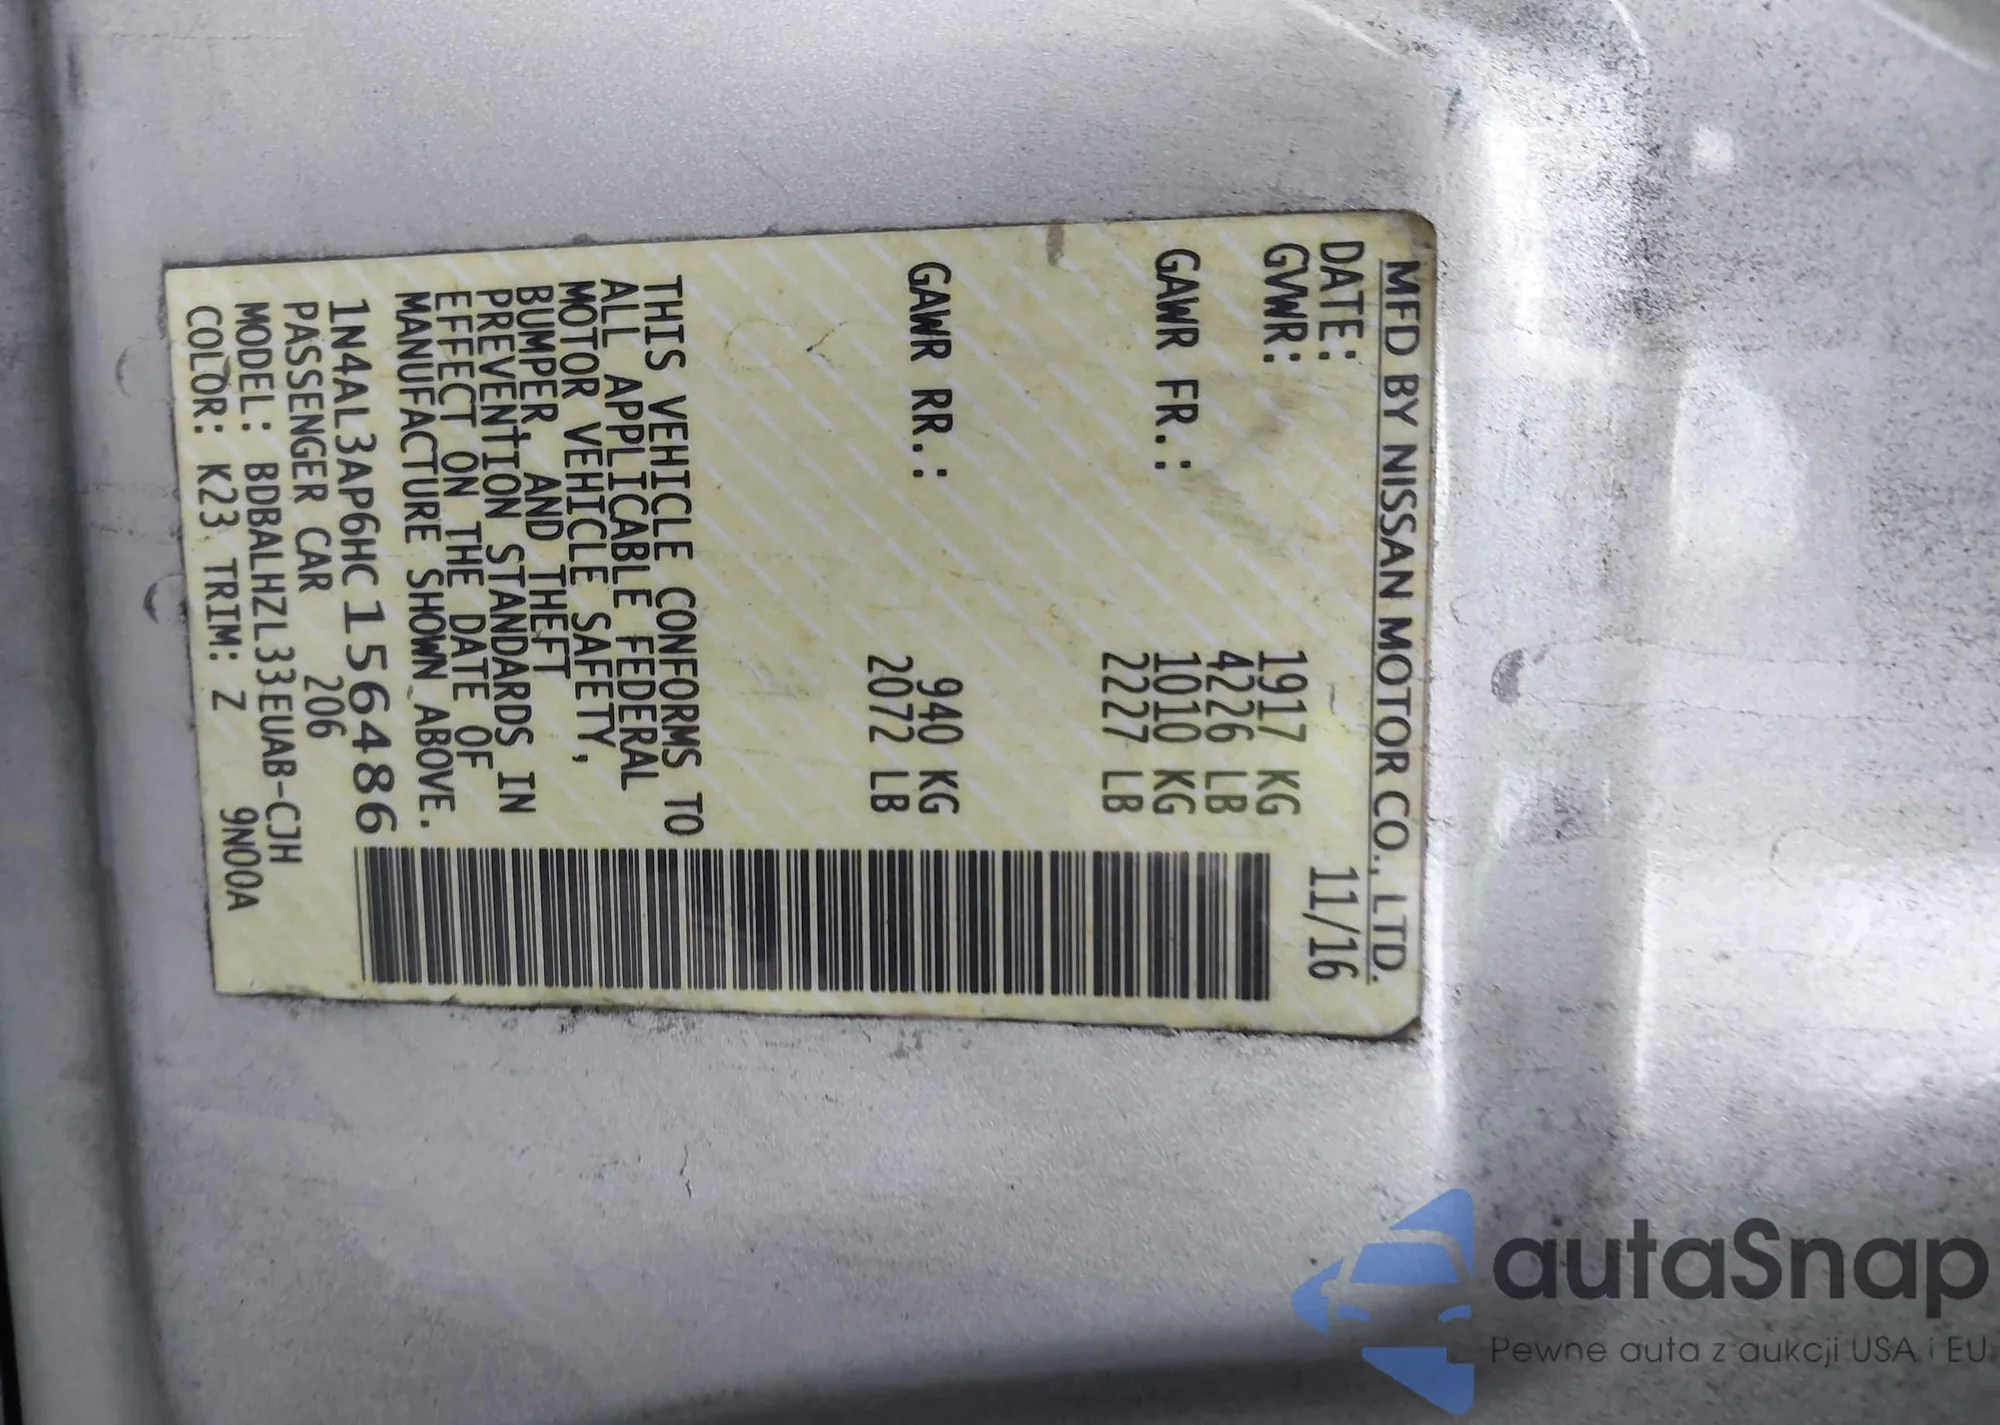 MFD BY NISSAN MOTOR CO., LTD.
DATE: 11/16
GVWR: 1917 KG
4226 LB
GAWR FR.: 1010 KG
2227 LB
GAWR RR.: 940 KG
2072 LB
THIS VEHICLE CONFORMS TO
ALL APPLICABLE FEDERAL
MOTOR VEHICLE SAFETY,
BUMPER, AND THEFT
PREVENTION STANDARDS IN
EFFECT ON THE DATE OF
MANUFACTURE SHOWN ABOVE.
1N4AL3AP6HC156486
PASSENGER CAR 206
MODEL: BDBALHZL33EUAB-CJH
COLOR: K23 TRIM: Z 9N00A
autaSnap
Pewne auta z aukcji USA i EU